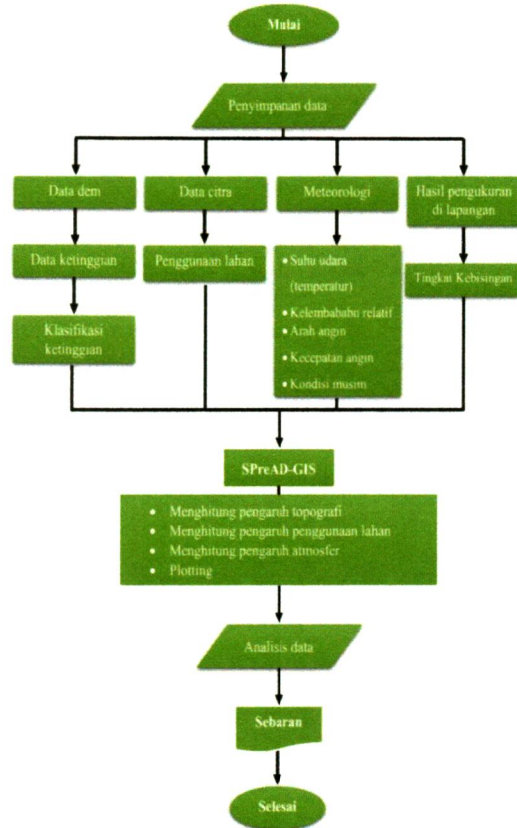 Mulai
Penyimpanan data
Data dem
Data citra
Meteorologi
Hasil pengukuran
di lapangan
Data ketinggian
Penggunaan lahan
• Suhu udara
(temperatur)
• Kelembababu relatif
• Arah angin
• Kecepatan angin
• Kondisi musim
Tingkat Kebisingan
Klasifikasi
ketinggian
SPreAD-GIS
• Menghitung pengaruh topografi
• Menghitung pengaruh penggunaan lahan
• Menghitung pengaruh atmosfer
• Plotting
Analisis data
Sebaran
Selesai